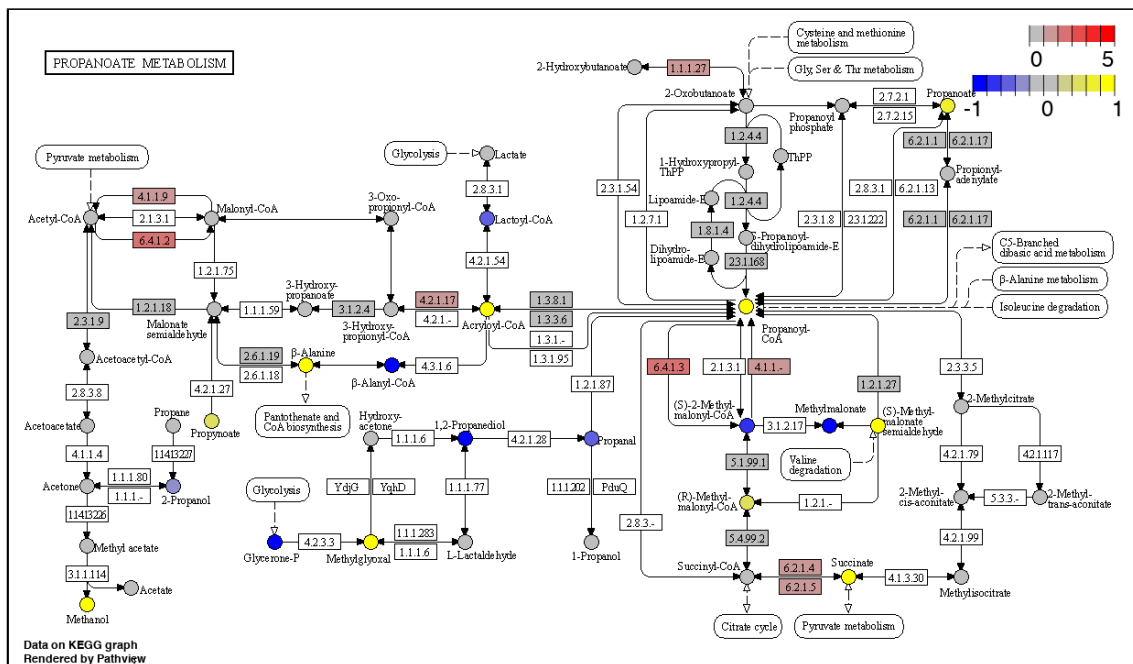 PROPANOATE METABOLISM
Cysteine and methionine
metabolism
Gly, Ser & Thr metabolism
0
5
-1
0
1
2-Hydroxybutanoate
1.1.1.27
2-Oxobutanoate
Propanoyl
phosphate
2.7.2.1
2.7.2.15
Propanoate
6.2.1.1
6.2.1.17
Propionyl-
adenylate
6.2.1.1
6.2.1.17
1.2.4.4
1-Hydroxypropyl-
ThPP
ThPP
1.2.4.4
Lipoamide-E
1.8.1.4
Dihydro-
lipoamide-E
S-Propanoyl-
dihydrolipoamide-E
2.3.1.168
2.3.1.54
1.2.7.1
2.3.1.8
2.3.1.222
2.8.3.1
6.2.1.13
C5-Branched
dibasic acid metabolism
β-Alanine metabolism
Isoleucine degradation
Pyruvate metabolism
Glycolysis
Lactate
2.8.3.1
Lactoyl-CoA
4.2.1.54
Acetyl-CoA
4.1.1.9
2.1.3.1
6.4.1.2
Malonyl-CoA
3-Oxo-
propionyl-CoA
1.2.1.75
3-Hydroxy-
propanoate
1.2.1.18
Malonate
semialdehyde
1.1.1.59
3.1.2.4
3-Hydroxy-
propionyl-CoA
4.2.1.17
4.2.1.-
Acryloyl-CoA
1.3.8.1
1.3.3.6
1.3.1.-
1.3.1.95
Propanoyl-
CoA
2.3.1.9
Acetoacetyl-CoA
2.6.1.19
2.6.1.18
β-Alanine
β-Alanyl-CoA
4.3.1.6
4.2.1.27
Propynoate
Pantothenate and
CoA biosynthesis
2.8.3.8
Acetoacetate
4.1.1.4
Acetone
Propane
1.14.13.227
1.1.1.80
1.1.1.-
2-Propanol
1.14.13.226
Methyl acetate
3.1.1.114
Acetate
Methanol
Hydroxy-
acetone
1.1.1.6
1,2-Propanediol
4.2.1.28
Propanal
1.2.1.87
YdjG
YqhD
1.1.1.77
1.1.1.202
PduQ
Glycolysis
Glycerone-P
4.2.3.3
Methylglyoxal
1.1.1.283
1.1.1.6
L-Lactaldehyde
1-Propanol
6.4.1.3
2.1.3.1
4.1.1.-
1.2.1.27
2.3.3.5
(S)-2-Methyl-
malonyl-CoA
3.1.2.17
Methylmalonate
(S)-Methyl-
malonate
semialdehyde
Valine
degradation
5.1.99.1
(R)-Methyl-
malonyl-CoA
1.2.1.-
2.8.3.-
5.4.99.2
Succinyl-CoA
6.2.1.4
6.2.1.5
Succinate
4.1.3.30
Methylisocitrate
2-Methylcitrate
4.2.1.79
4.2.1.117
2-Methyl-
cis-aconitate
5.3.3.-
2-Methyl-
trans-aconitate
4.2.1.99
Citrate cycle
Pyruvate metabolism
Data on KEGG graph
Rendered by Pathview